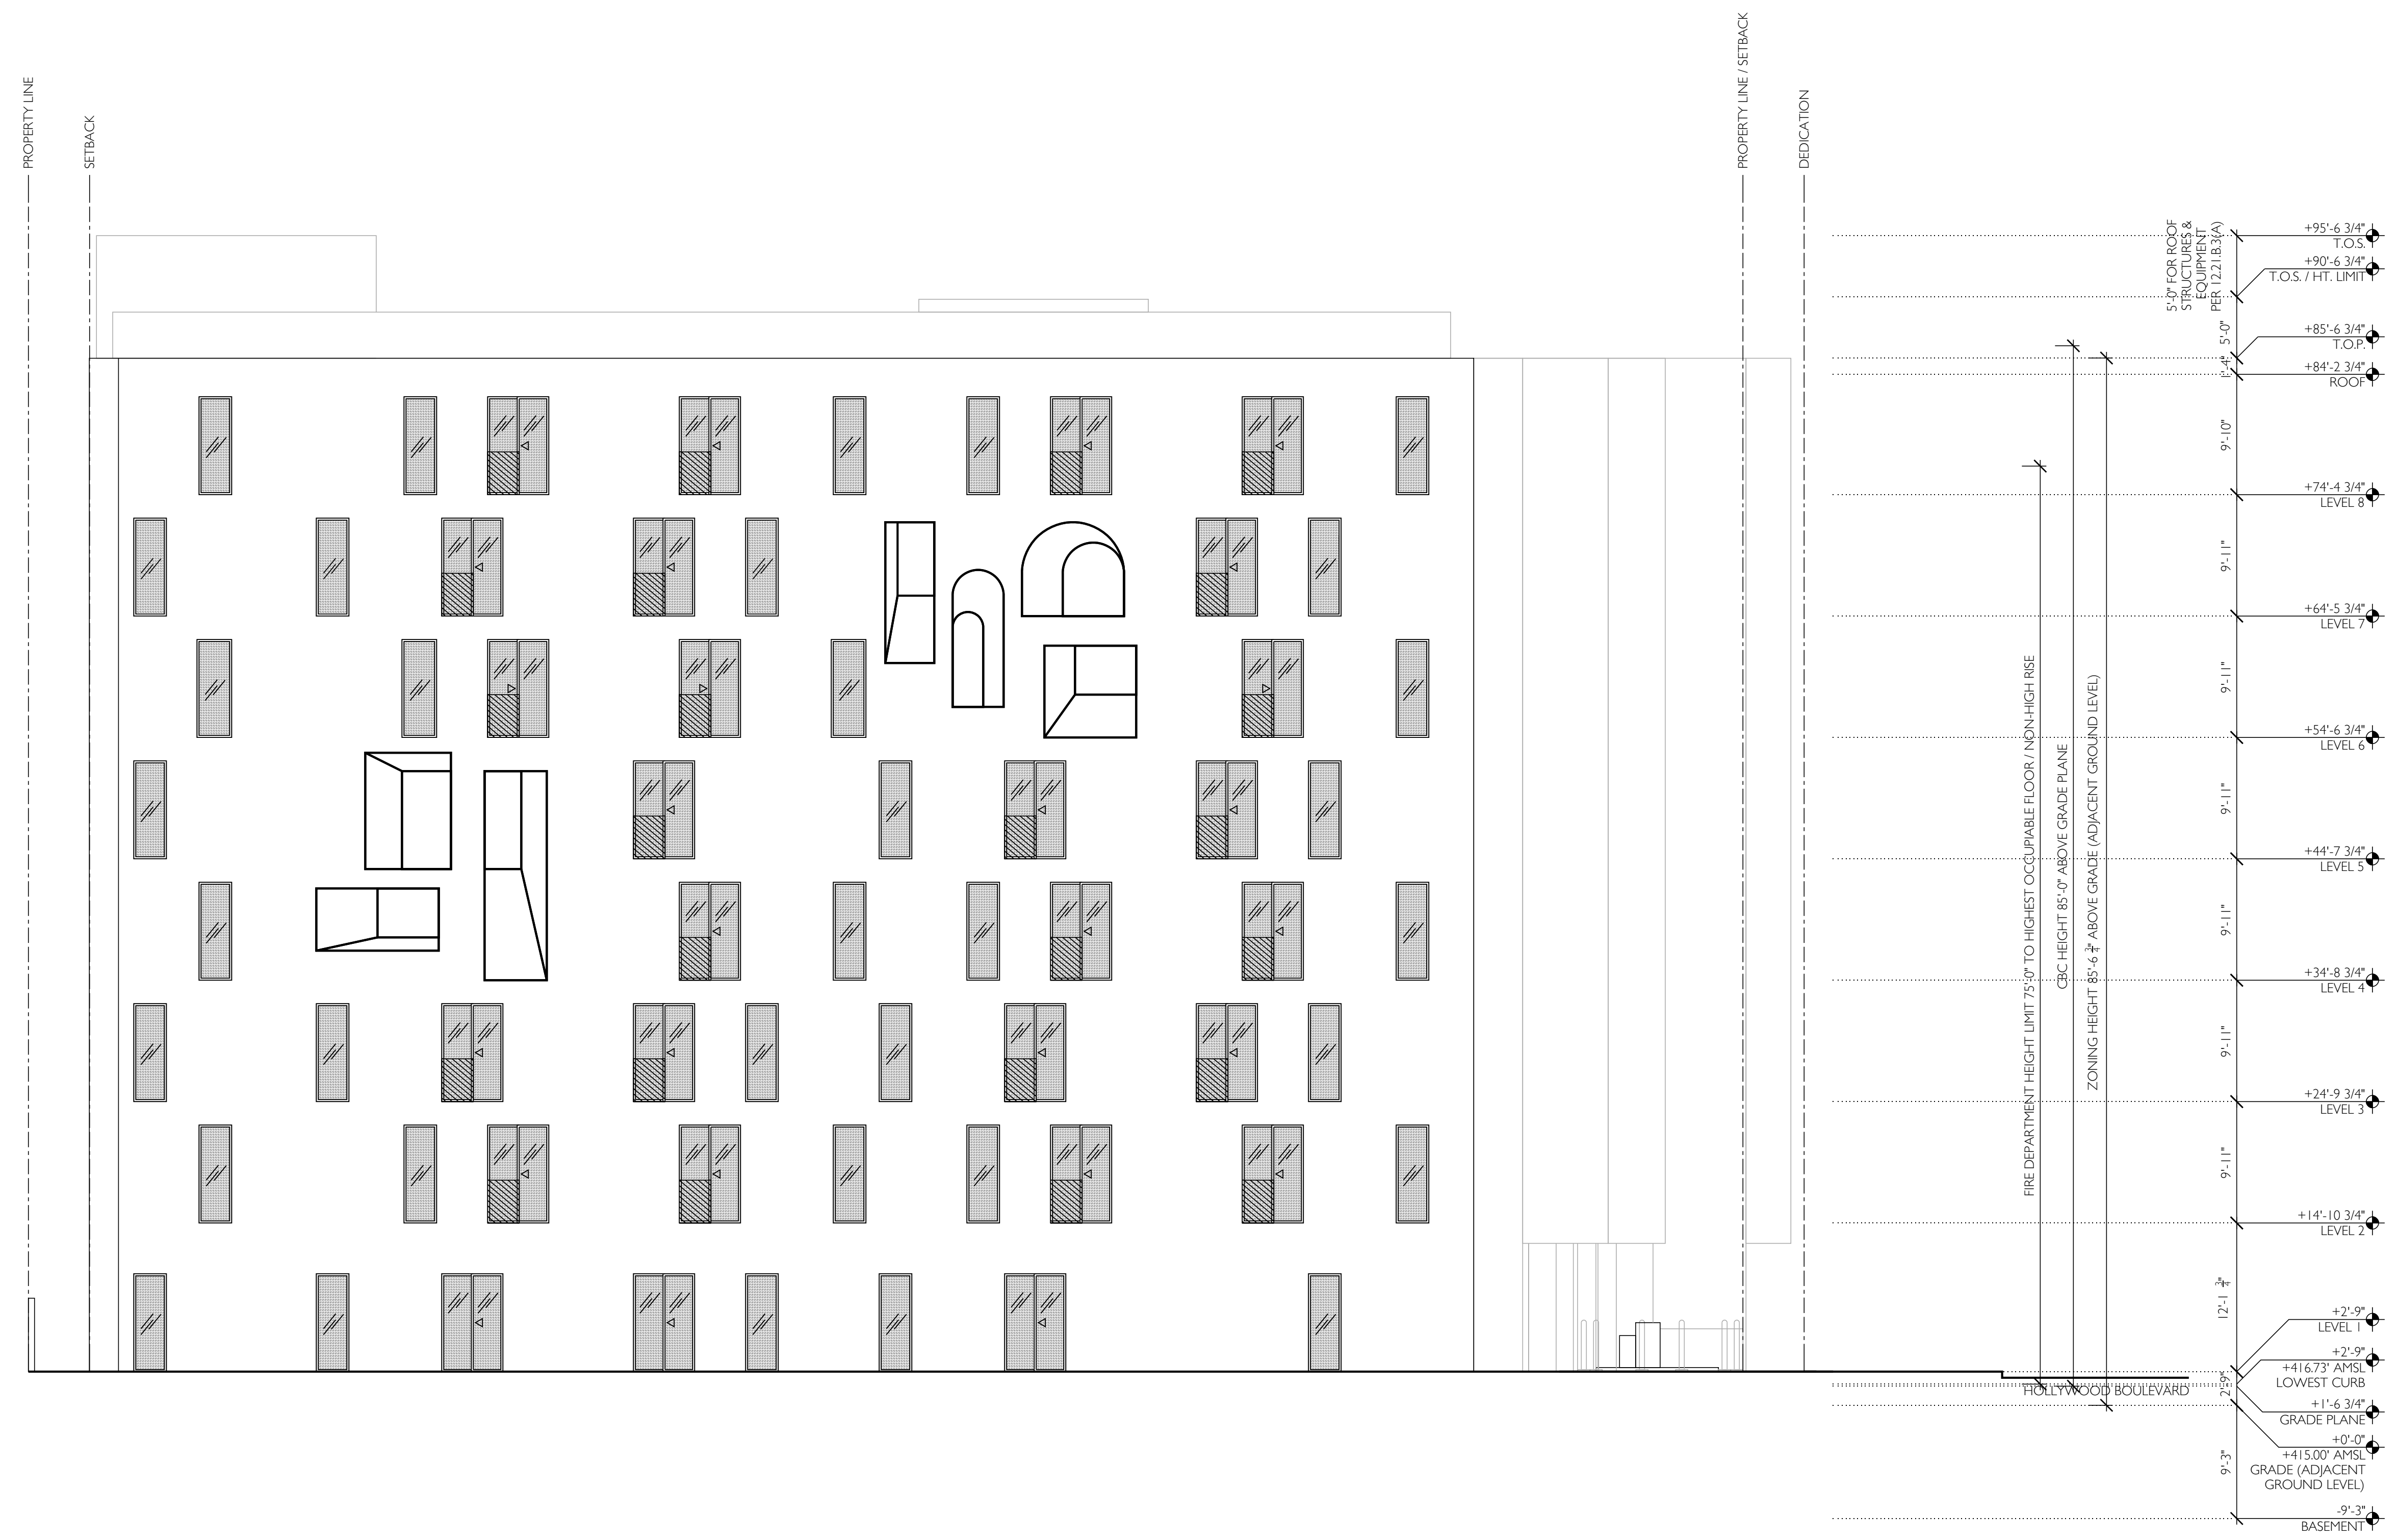 PROPERTY LINE
SETBACK
PROPERTY LINE / SETBACK
DEDICATION
5'-0" FOR ROOF
STRUCTURES &
EQUIPMENT
PER 12.21.B.3(A)
+95'-6 3/4"
T.O.S.
+90'-6 3/4"
T.O.S. / HT. LIMIT
5'-0"
+85'-6 3/4"
T.O.P.
1'-4"
+84'-2 3/4"
ROOF
9'-10"
+74'-4 3/4"
LEVEL 8
9'-11"
+64'-5 3/4"
LEVEL 7
9'-11"
+54'-6 3/4"
LEVEL 6
9'-11"
+44'-7 3/4"
LEVEL 5
9'-11"
+34'-8 3/4"
LEVEL 4
9'-11"
+24'-9 3/4"
LEVEL 3
9'-11"
+14'-10 3/4"
LEVEL 2
12'-1 3/4"
+2'-9"
LEVEL 1
2'-9"
+2'-9"
+416.73' AMSL
LOWEST CURB
+1'-6 3/4"
GRADE PLANE
+0'-0"
+415.00' AMSL
GRADE (ADJACENT
GROUND LEVEL)
9'-3"
-9'-3"
BASEMENT
FIRE DEPARTMENT HEIGHT LIMIT 75'-0" TO HIGHEST OCCUPIABLE FLOOR / NON-HIGH RISE
CBC HEIGHT 85'-0" ABOVE GRADE PLANE
ZONING HEIGHT 85'-6 3/4" ABOVE GRADE (ADJACENT GROUND LEVEL)
HOLLYWOOD BOULEVARD